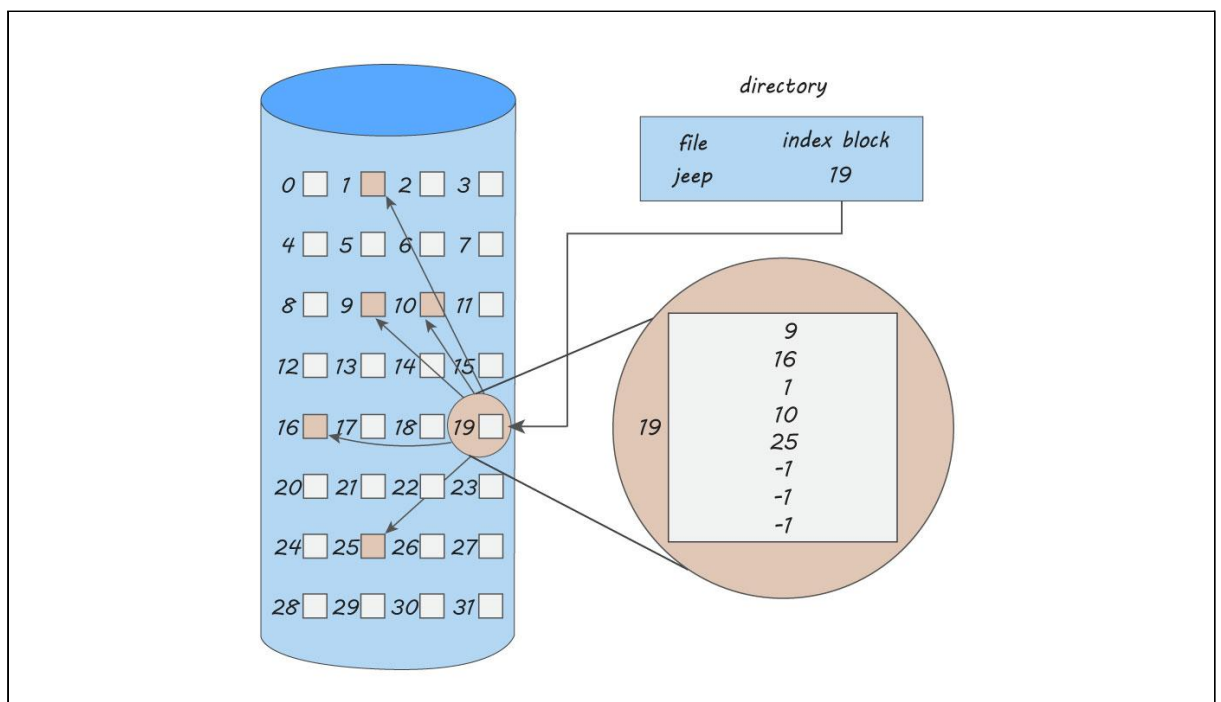 directory
file index block
jeep 19
0 1 2 3
4 5 6 7
8 9 10 11
12 13 14 15
16 17 18 19
20 21 22 23
24 25 26 27
28 29 30 31
19
9
16
1
10
25
-1
-1
-1